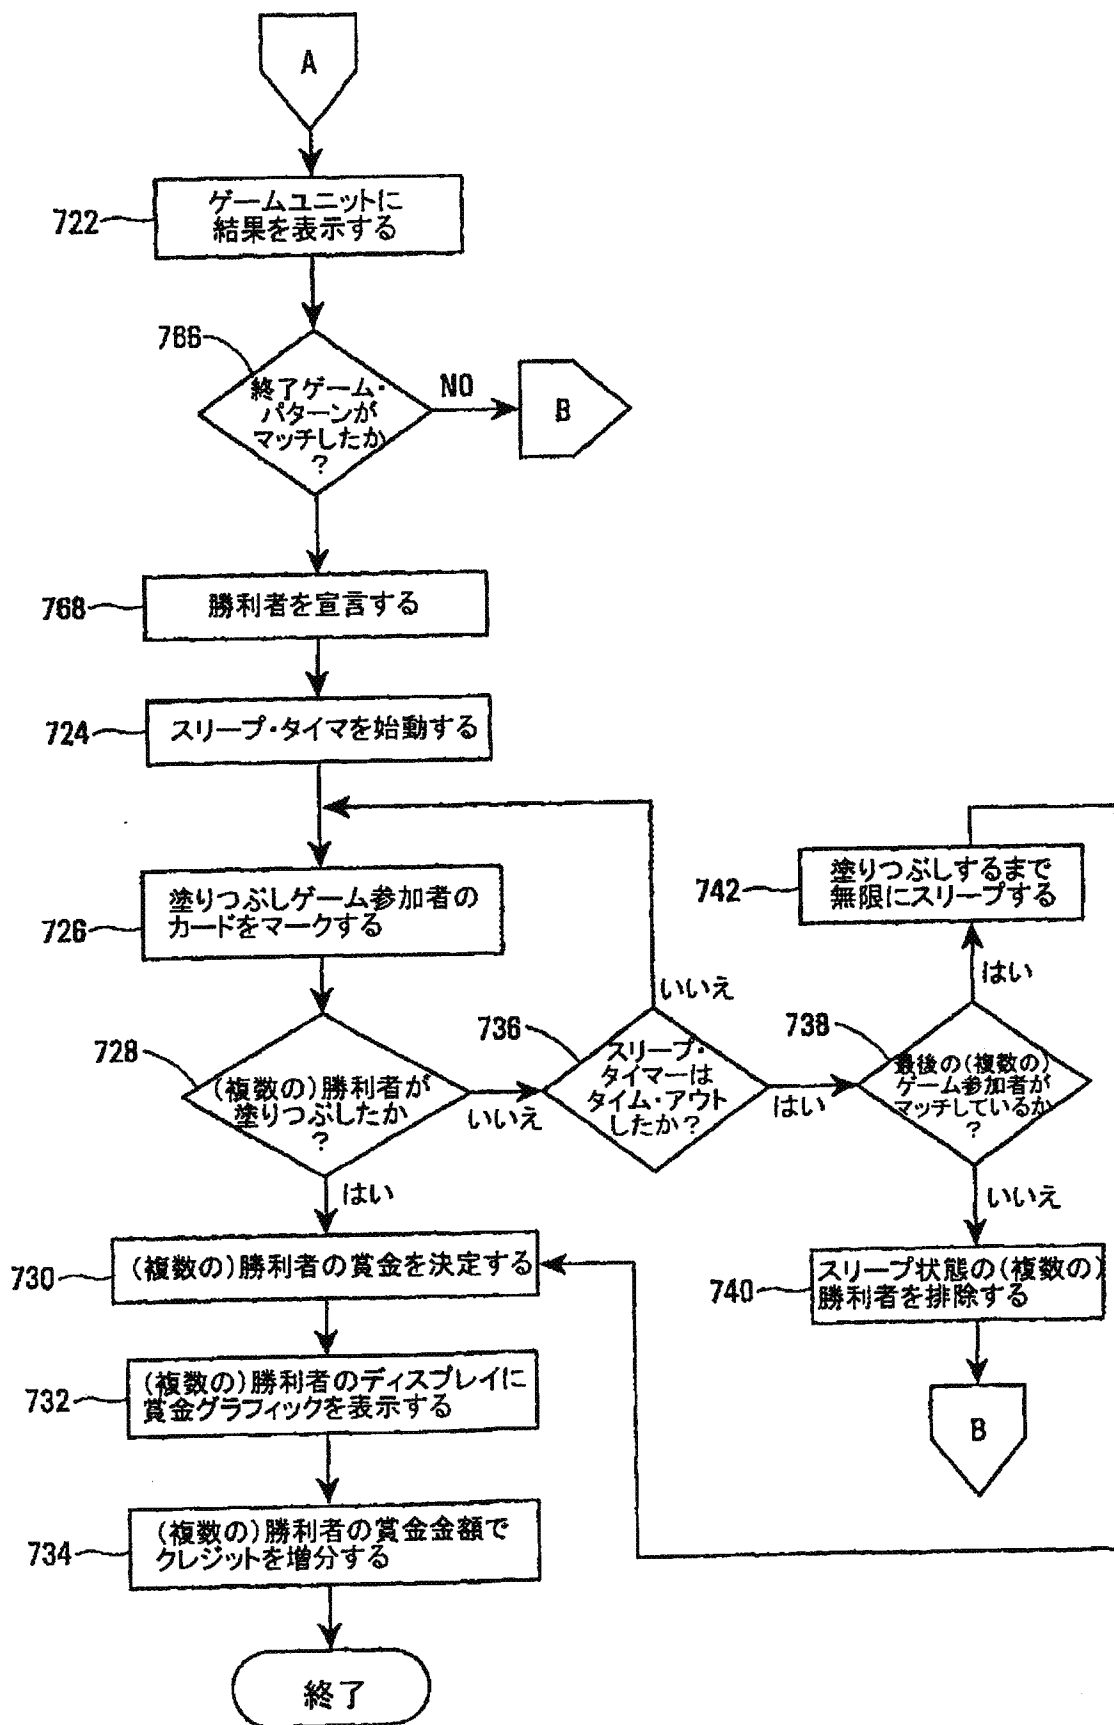 A
722
ゲームユニットに
結果を表示する
766
終了ゲーム・
パターンが
マッチしたか
?
NO
B
768
勝利者を宣言する
724
スリープ・タイマを始動する
726
塗りつぶしゲーム参加者の
カードをマークする
742
塗りつぶしするまで
無限にスリープする
はい
いいえ
728
(複数の)勝利者が
塗りつぶしたか
?
いいえ
736
スリープ・
タイマーは
タイム・アウト
したか?
はい
738
最後の(複数の)
ゲーム参加者が
マッチしているか
?
はい
いいえ
730
(複数の)勝利者の賞金を決定する
740
スリープ状態の(複数の)
勝利者を排除する
732
(複数の)勝利者のディスプレイに
賞金グラフィックを表示する
B
734
(複数の)勝利者の賞金金額で
クレジットを増分する
終了